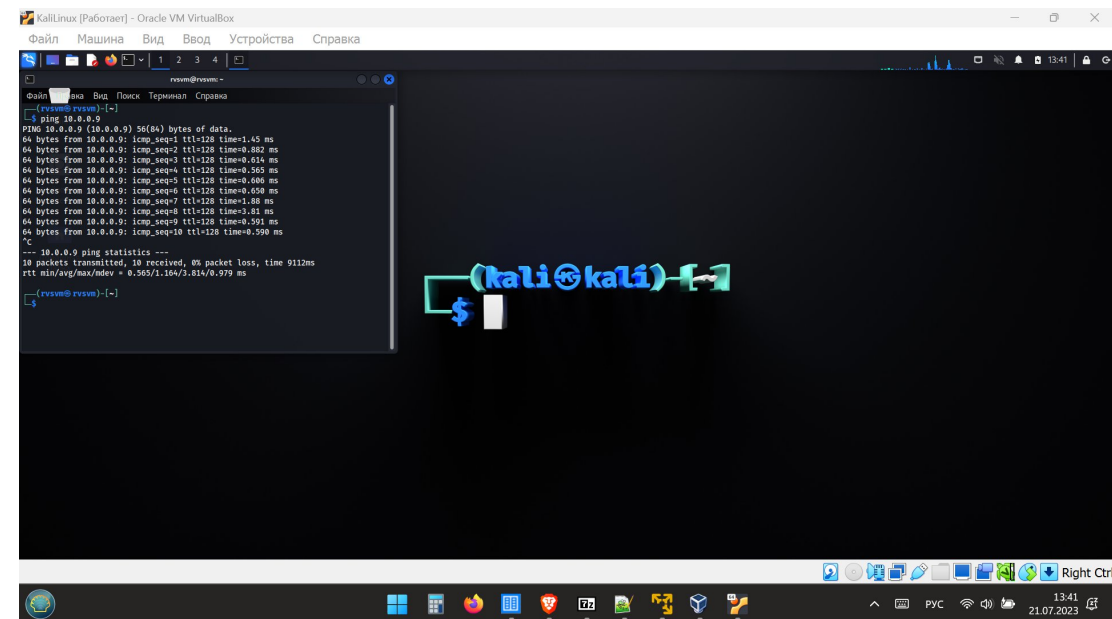 KaliLinux [Работает] - Oracle VM VirtualBox
Файл Машина Вид Ввод Устройства Справка
1 2 3 4
13:41
rvsvm@rvsvm: ~
Файл вка Вид Поиск Терминал Справка
(rvsvm㉿rvsvm)-[~]
$ ping 10.0.0.9
PING 10.0.0.9 (10.0.0.9) 56(84) bytes of data.
64 bytes from 10.0.0.9: icmp_seq=1 ttl=128 time=1.45 ms
64 bytes from 10.0.0.9: icmp_seq=2 ttl=128 time=0.882 ms
64 bytes from 10.0.0.9: icmp_seq=3 ttl=128 time=0.614 ms
64 bytes from 10.0.0.9: icmp_seq=4 ttl=128 time=0.565 ms
64 bytes from 10.0.0.9: icmp_seq=5 ttl=128 time=0.606 ms
64 bytes from 10.0.0.9: icmp_seq=6 ttl=128 time=0.650 ms
64 bytes from 10.0.0.9: icmp_seq=7 ttl=128 time=1.88 ms
64 bytes from 10.0.0.9: icmp_seq=8 ttl=128 time=3.81 ms
64 bytes from 10.0.0.9: icmp_seq=9 ttl=128 time=0.591 ms
64 bytes from 10.0.0.9: icmp_seq=10 ttl=128 time=0.590 ms
^C
--- 10.0.0.9 ping statistics ---
10 packets transmitted, 10 received, 0% packet loss, time 9112ms
rtt min/avg/max/mdev = 0.565/1.164/3.814/0.979 ms
(rvsvm㉿rvsvm)-[~]
$
(kali㉿kali)-[~]
$
Right Ctr
7z
РУС
13:41
21.07.2023